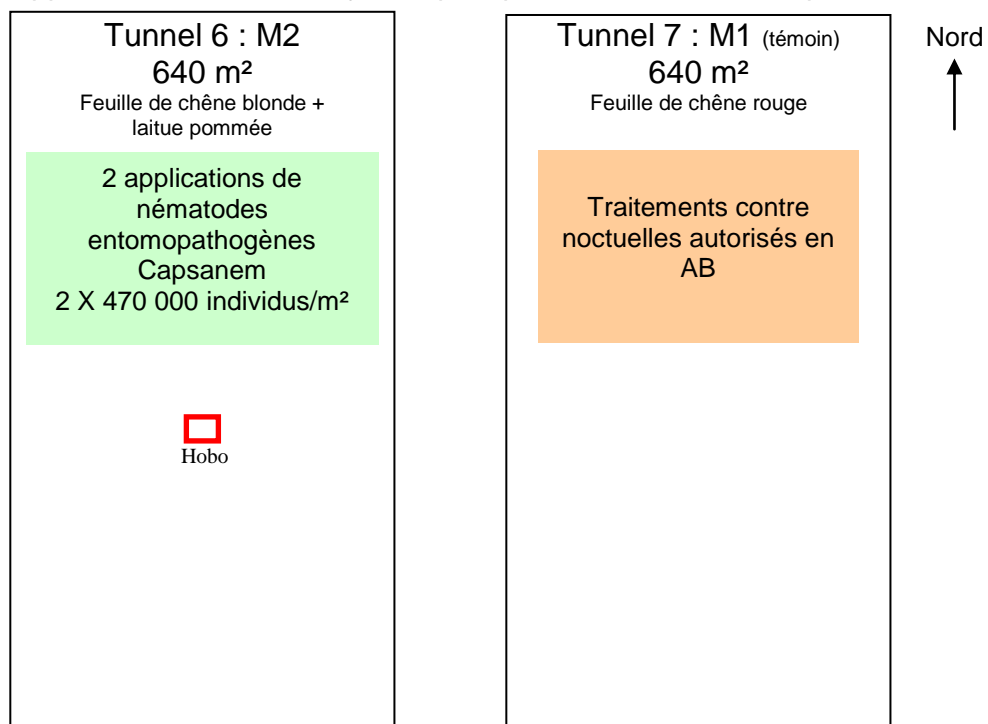 Tunnel 6 : M2
640 m²
Feuille de chêne blonde +
laitue pommée
2 applications de
nématodes
entomopathogènes
Capsanem
2 X 470 000 individus/m²
Hobo
Tunnel 7 : M1 (témoin)
640 m²
Feuille de chêne rouge
Traitements contre
noctuelles autorisés en
AB
Nord